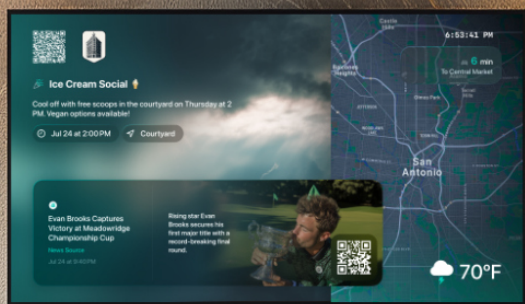 Ice Cream Social
Cool off with free scoops in the courtyard on Thursday at 2
PM. Vegan options available!
Jul 24 at 2:00PM
Courtyard
Evan Brooks Captures
Victory at Meadowridge
Championship Cup
News Source
Jul 24 at 9:40PM
Rising star Evan
Brooks secures his
first major title with a
record-breaking final
round.
6:53:41 PM
6 min
To Central Market
Castle
Heights
San
Antonio
70°F